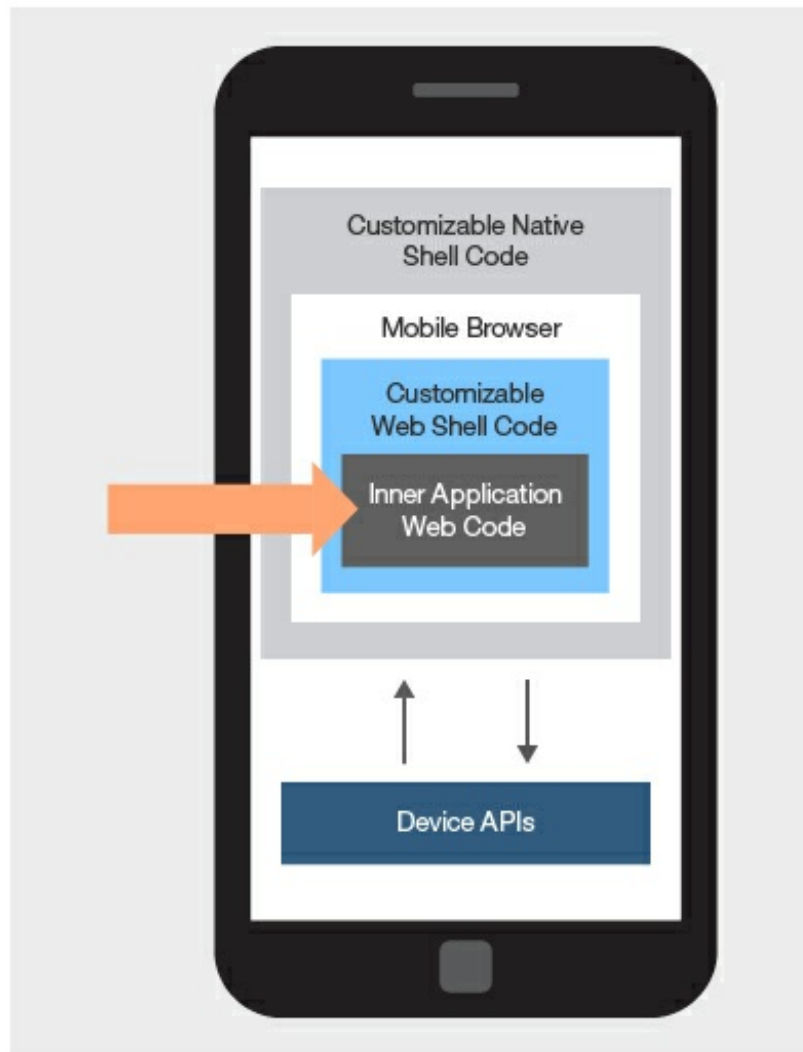 Customizable Native
Shell Code
Mobile Browser
Customizable
Web Shell Code
Inner Application
Web Code
Device APIs